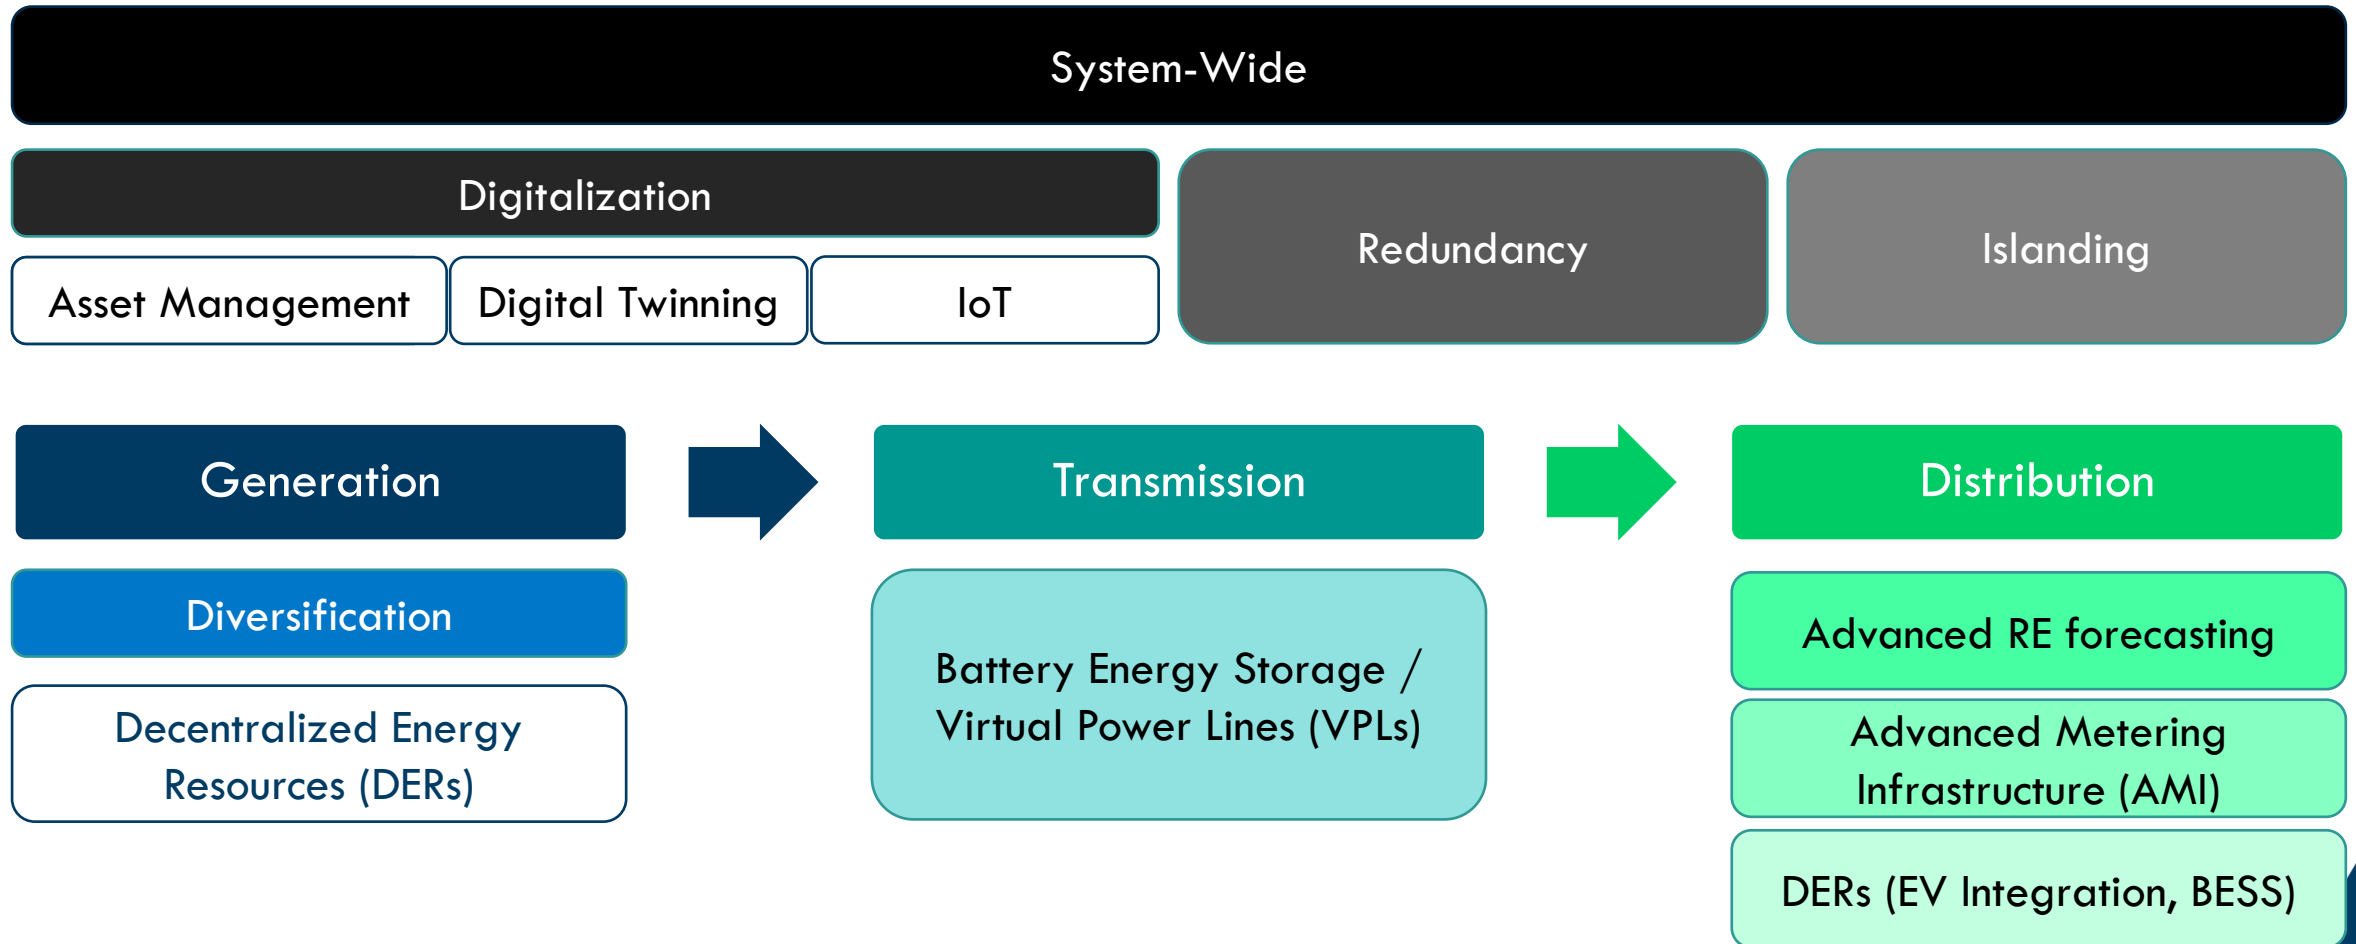 System-Wide
Digitalization
Redundancy
Islanding
Asset Management
Digital Twinning
IoT
Generation
Transmission
Distribution
Diversification
Decentralized Energy
Resources (DERs)
Battery Energy Storage /
Virtual Power Lines (VPLs)
Advanced RE forecasting
Advanced Metering
Infrastructure (AMI)
DERs (EV Integration, BESS)